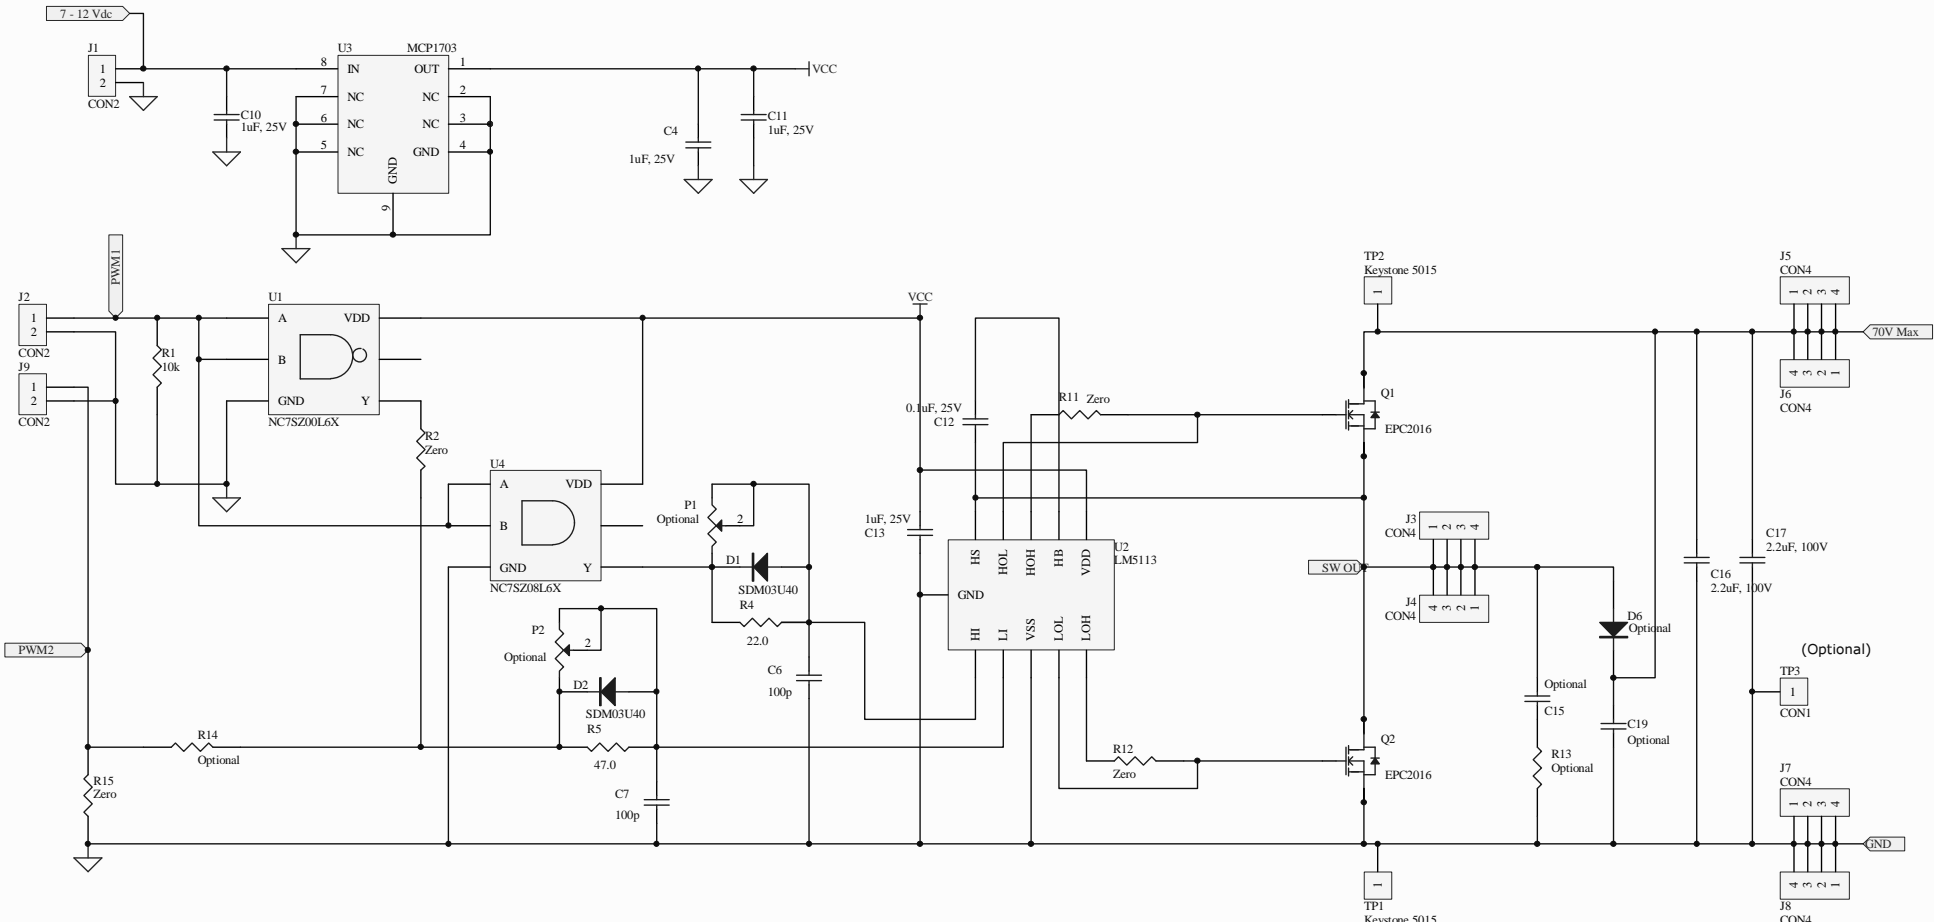 7 - 12 Vdc
J1
1
2
CON2
C10
1uF, 25V
U3
MCP1703
8
IN
OUT
1
7
NC
NC
2
6
NC
NC
3
5
NC
GND
4
GND
9
VCC
C4
1uF, 25V
C11
1uF, 25V
PWM1
J2
1
2
CON2
J9
1
2
CON2
R1
10k
U1
A
VDD
B
GND
Y
NC7SZ00L6X
R2
Zero
U4
A
VDD
B
GND
Y
NC7SZ08L6X
P1
Optional
2
D1
SDM03U40
R4
22.0
P2
Optional
2
D2
SDM03U40
R5
47.0
C6
100p
C7
100p
PWM2
R14
Optional
R15
Zero
VCC
0.1uF, 25V
C12
1uF, 25V
C13
R11 Zero
U2
LM5113
HS
HOL
HOH
HB
VDD
GND
HI
LI
VSS
LOL
LOH
R12
Zero
TP2
Keystone 5015
1
Q1
EPC2016
SW OUT
J3
CON4
1 2 3 4
J4
CON4
4 3 2 1
Q2
EPC2016
Optional
C15
R13
Optional
D6
Optional
C19
Optional
C16
2.2uF, 100V
C17
2.2uF, 100V
J5
CON4
1 2 3 4
70V Max
4 3 2 1
J6
CON4
(Optional)
TP3
1
CON1
J7
CON4
1 2 3 4
GND
4 3 2 1
J8
CON4
1
TP1
Keystone 5015